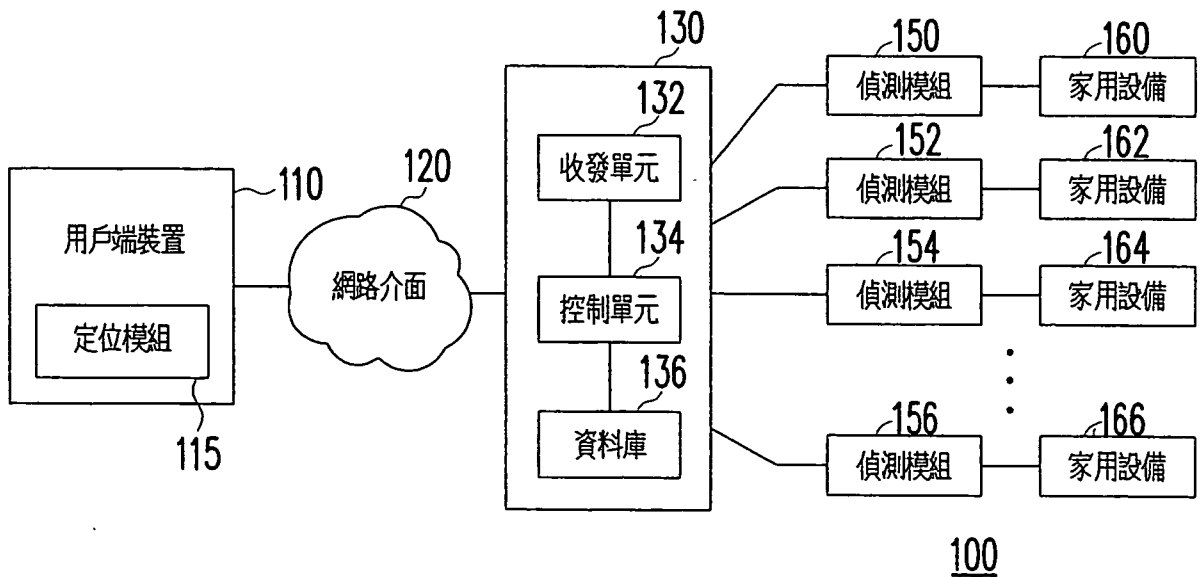 110
用戶端裝置
定位模組
115
120
網路介面
130
132
收發單元
134
控制單元
136
資料庫
150
偵測模組
160
家用設備
152
偵測模組
162
家用設備
154
偵測模組
164
家用設備
156
偵測模組
166
家用設備
100